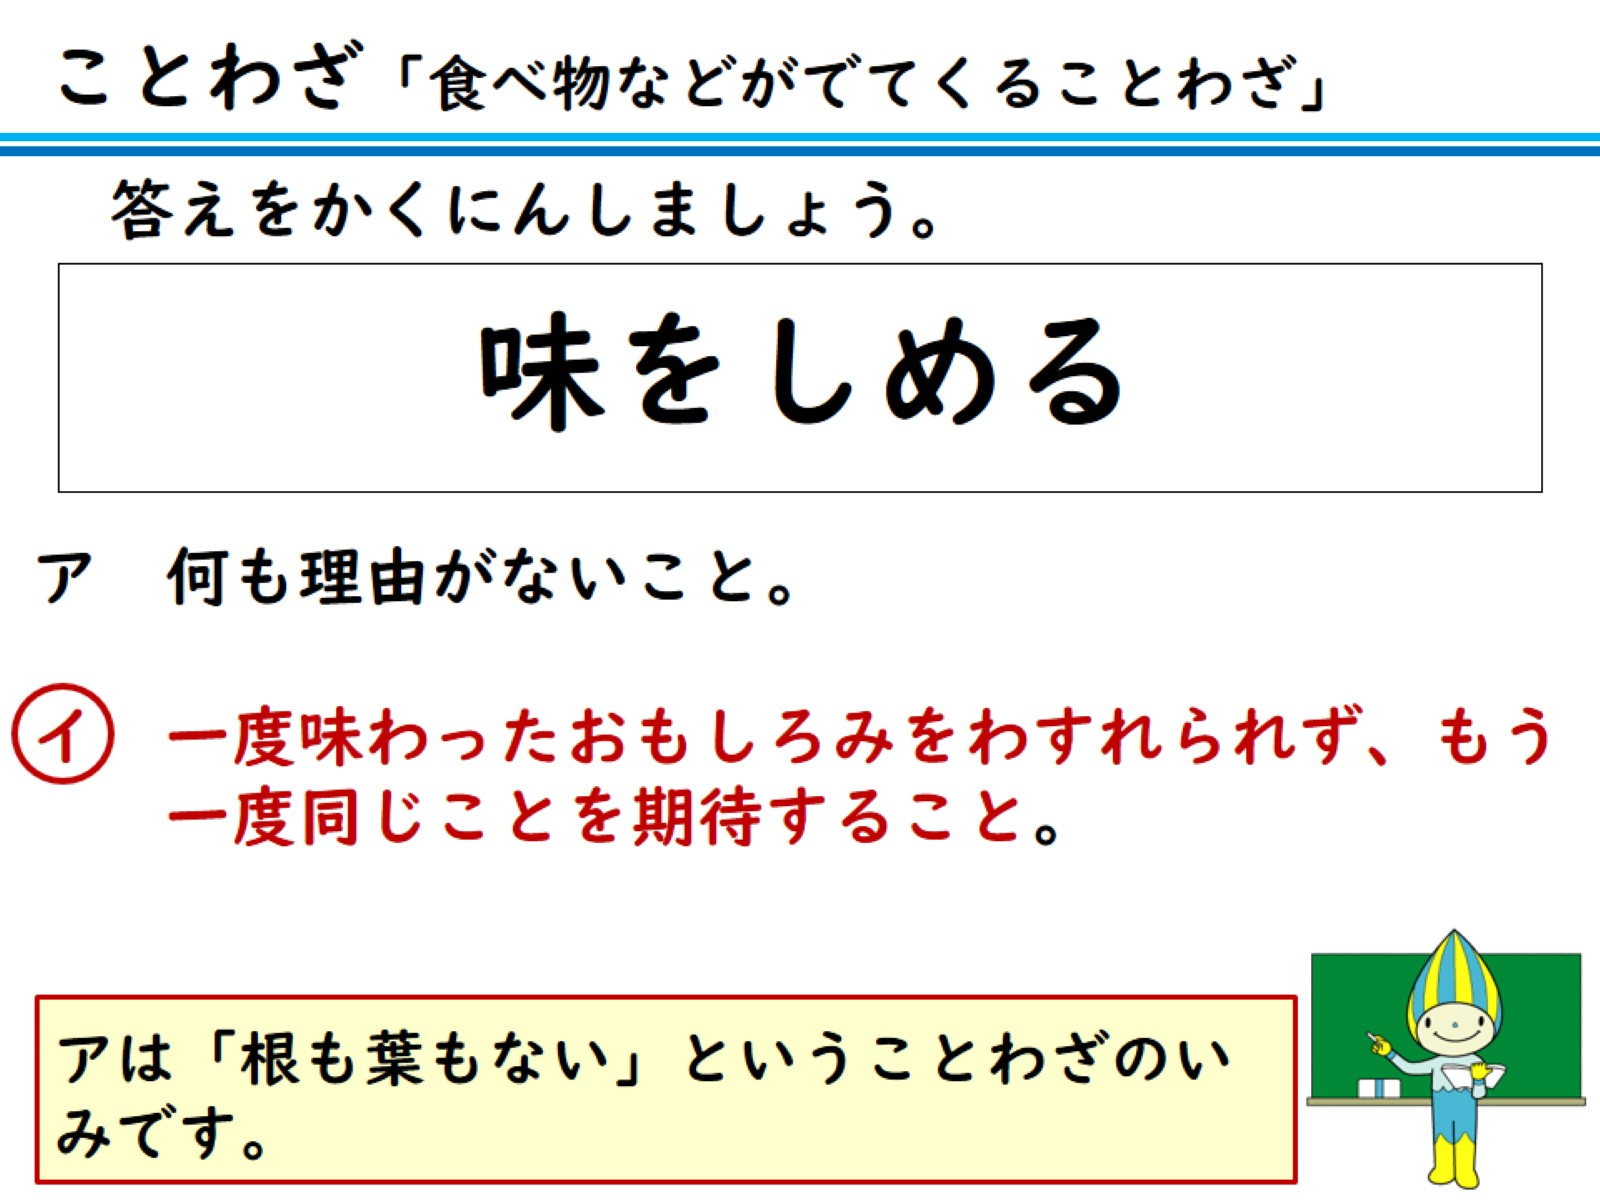 ことわざ「食べ物などがでてくることわざ」
答えをかくにんしましょう。
味をしめる
ア　何も理由がないこと。
イ　一度味わったおもしろみをわすれられず、もう
一度同じことを期待すること。
アは「根も葉もない」ということわざのい
みです。